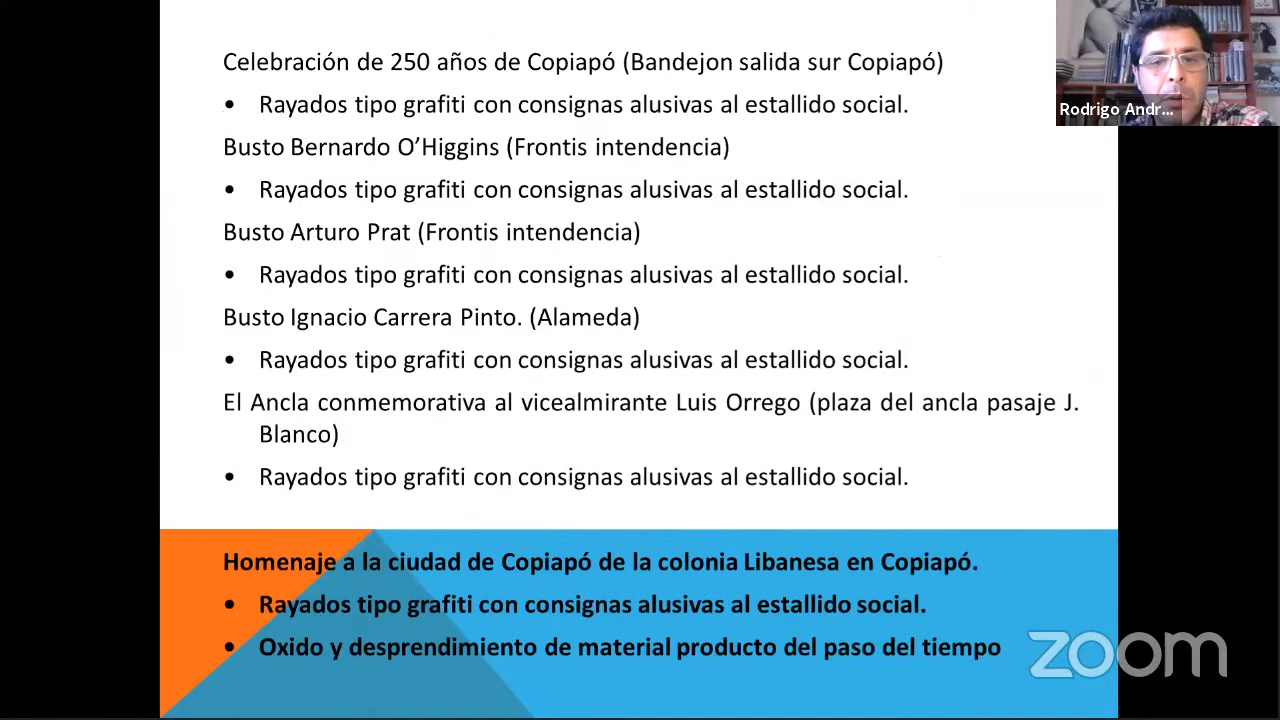 Celebración de 250 años de Copiapó (Bandejon salida sur Copiapó)
• Rayados tipo grafiti con consignas alusivas al estallido social.
Busto Bernardo O’Higgins (Frontis intendencia)
• Rayados tipo grafiti con consignas alusivas al estallido social.
Busto Arturo Prat (Frontis intendencia)
• Rayados tipo grafiti con consignas alusivas al estallido social.
Busto Ignacio Carrera Pinto. (Alameda)
• Rayados tipo grafiti con consignas alusivas al estallido social.
El Ancla conmemorativa al vicealmirante Luis Orrego (plaza del ancla pasaje J.
Blanco)
• Rayados tipo grafiti con consignas alusivas al estallido social.
Homenaje a la ciudad de Copiapó de la colonia Libanesa en Copiapó.
• Rayados tipo grafiti con consignas alusivas al estallido social.
• Oxido y desprendimiento de material producto del paso del tiempo
Rodrigo Andr...
zoom